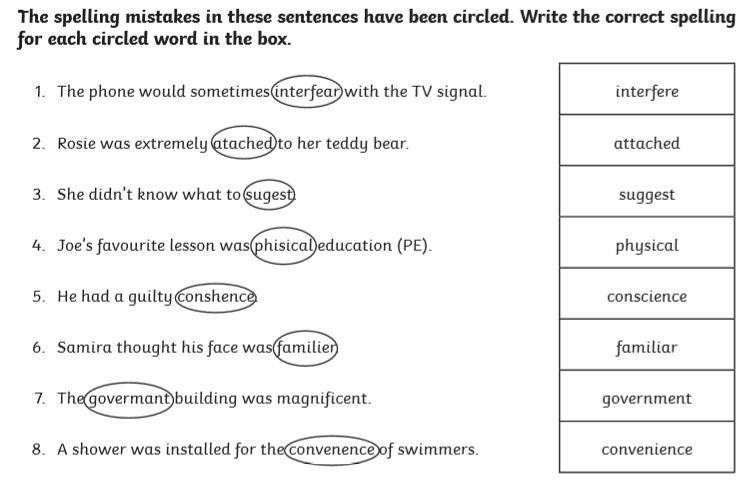 The spelling mistakes in these sentences have been circled. Write the correct spelling
for each circled word in the box.
1. The phone would sometimes interfear with the TV signal. interfere
2. Rosie was extremely atached to her teddy bear. attached
3. She didn't know what to sugest. suggest
4. Joe's favourite lesson was phisical education (PE). physical
5. He had a guilty conshence. conscience
6. Samira thought his face was familier. familiar
7. The govermant building was magnificent. government
8. A shower was installed for the convenence of swimmers. convenience